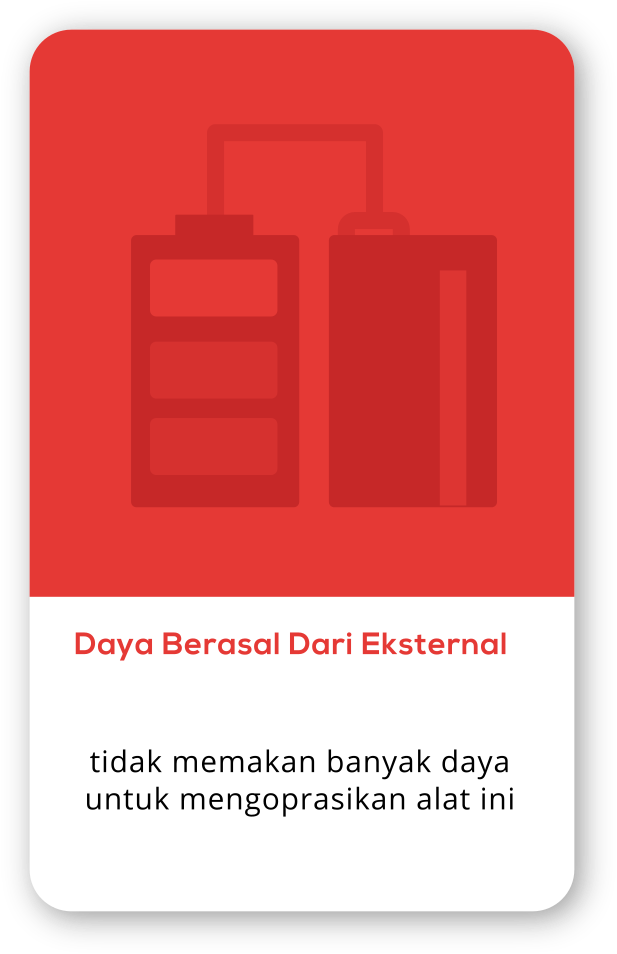 Daya Berasal Dari Eksternal
tidak memakan banyak daya
untuk mengoprasikan alat ini